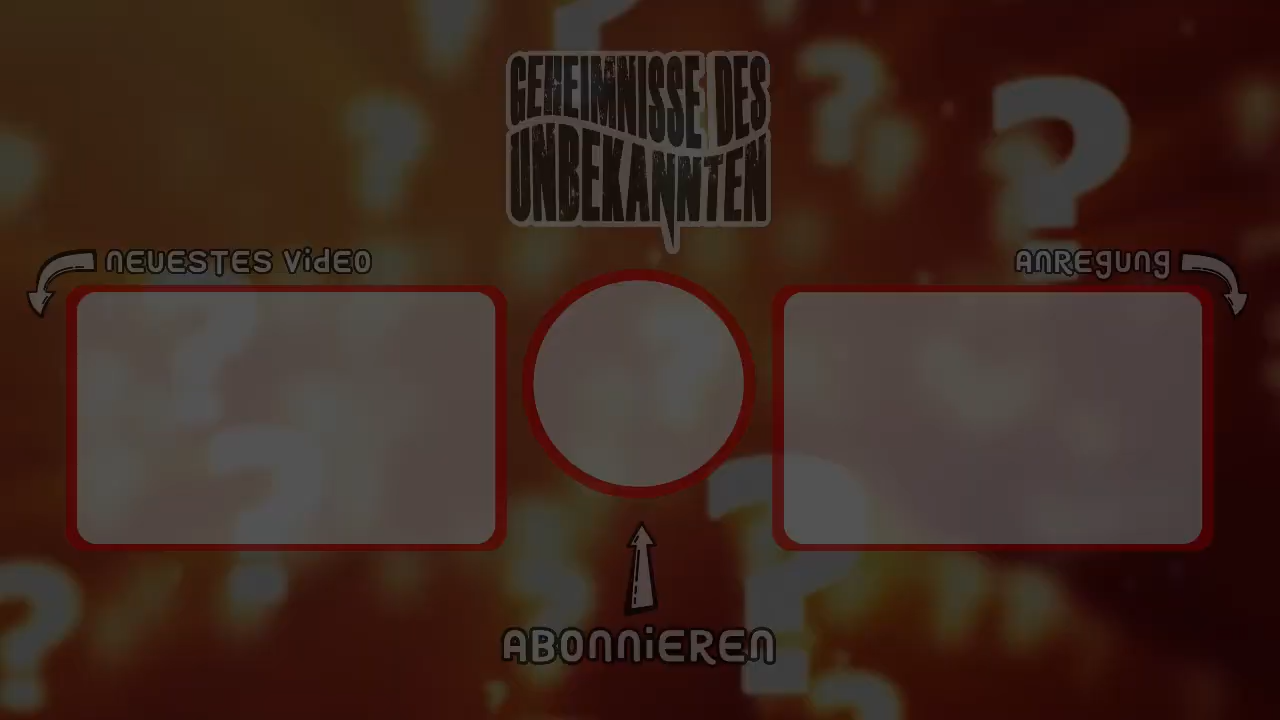 GEHEIMNISSE DES
UNBEKANNTEN
NEUESTES VidEO
ANREGUNG
ABONNiEREN